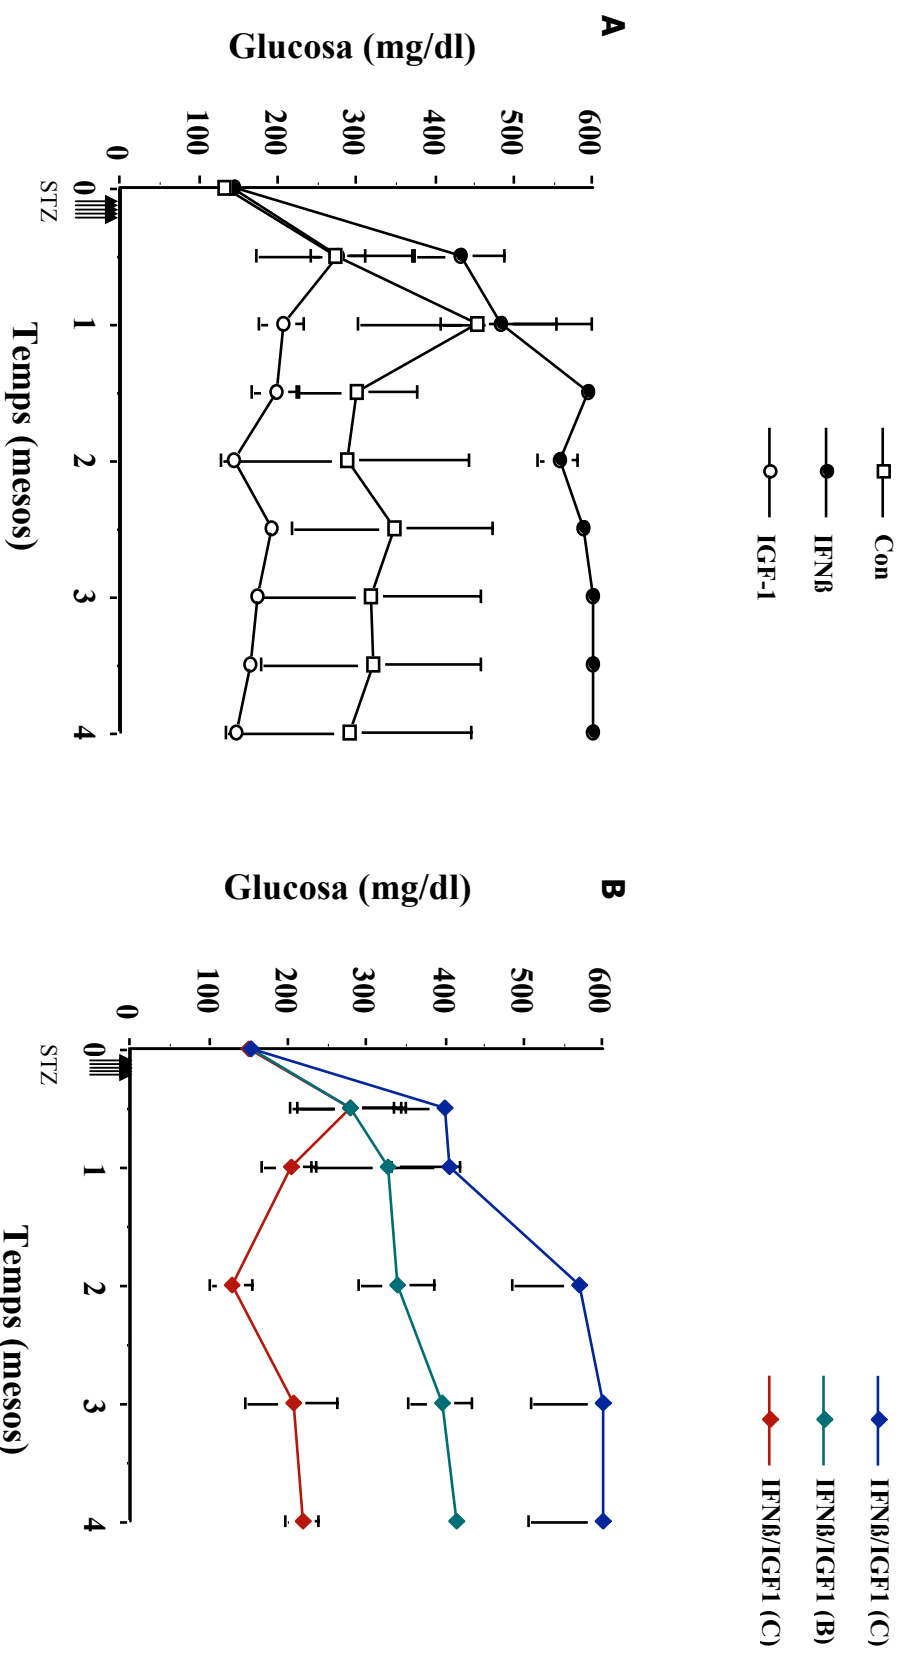 A
Glucosa (mg/dl)
600
500
400
300
200
100
0
0
1
2
3
4
STZ
Temps (mesos)
Con
IFNß
IGF-1
B
Glucosa (mg/dl)
600
500
400
300
200
100
0
0
1
2
3
4
STZ
Temps (mesos)
IFNß/IGF1 (C)
IFNß/IGF1 (B)
IFNß/IGF1 (C)